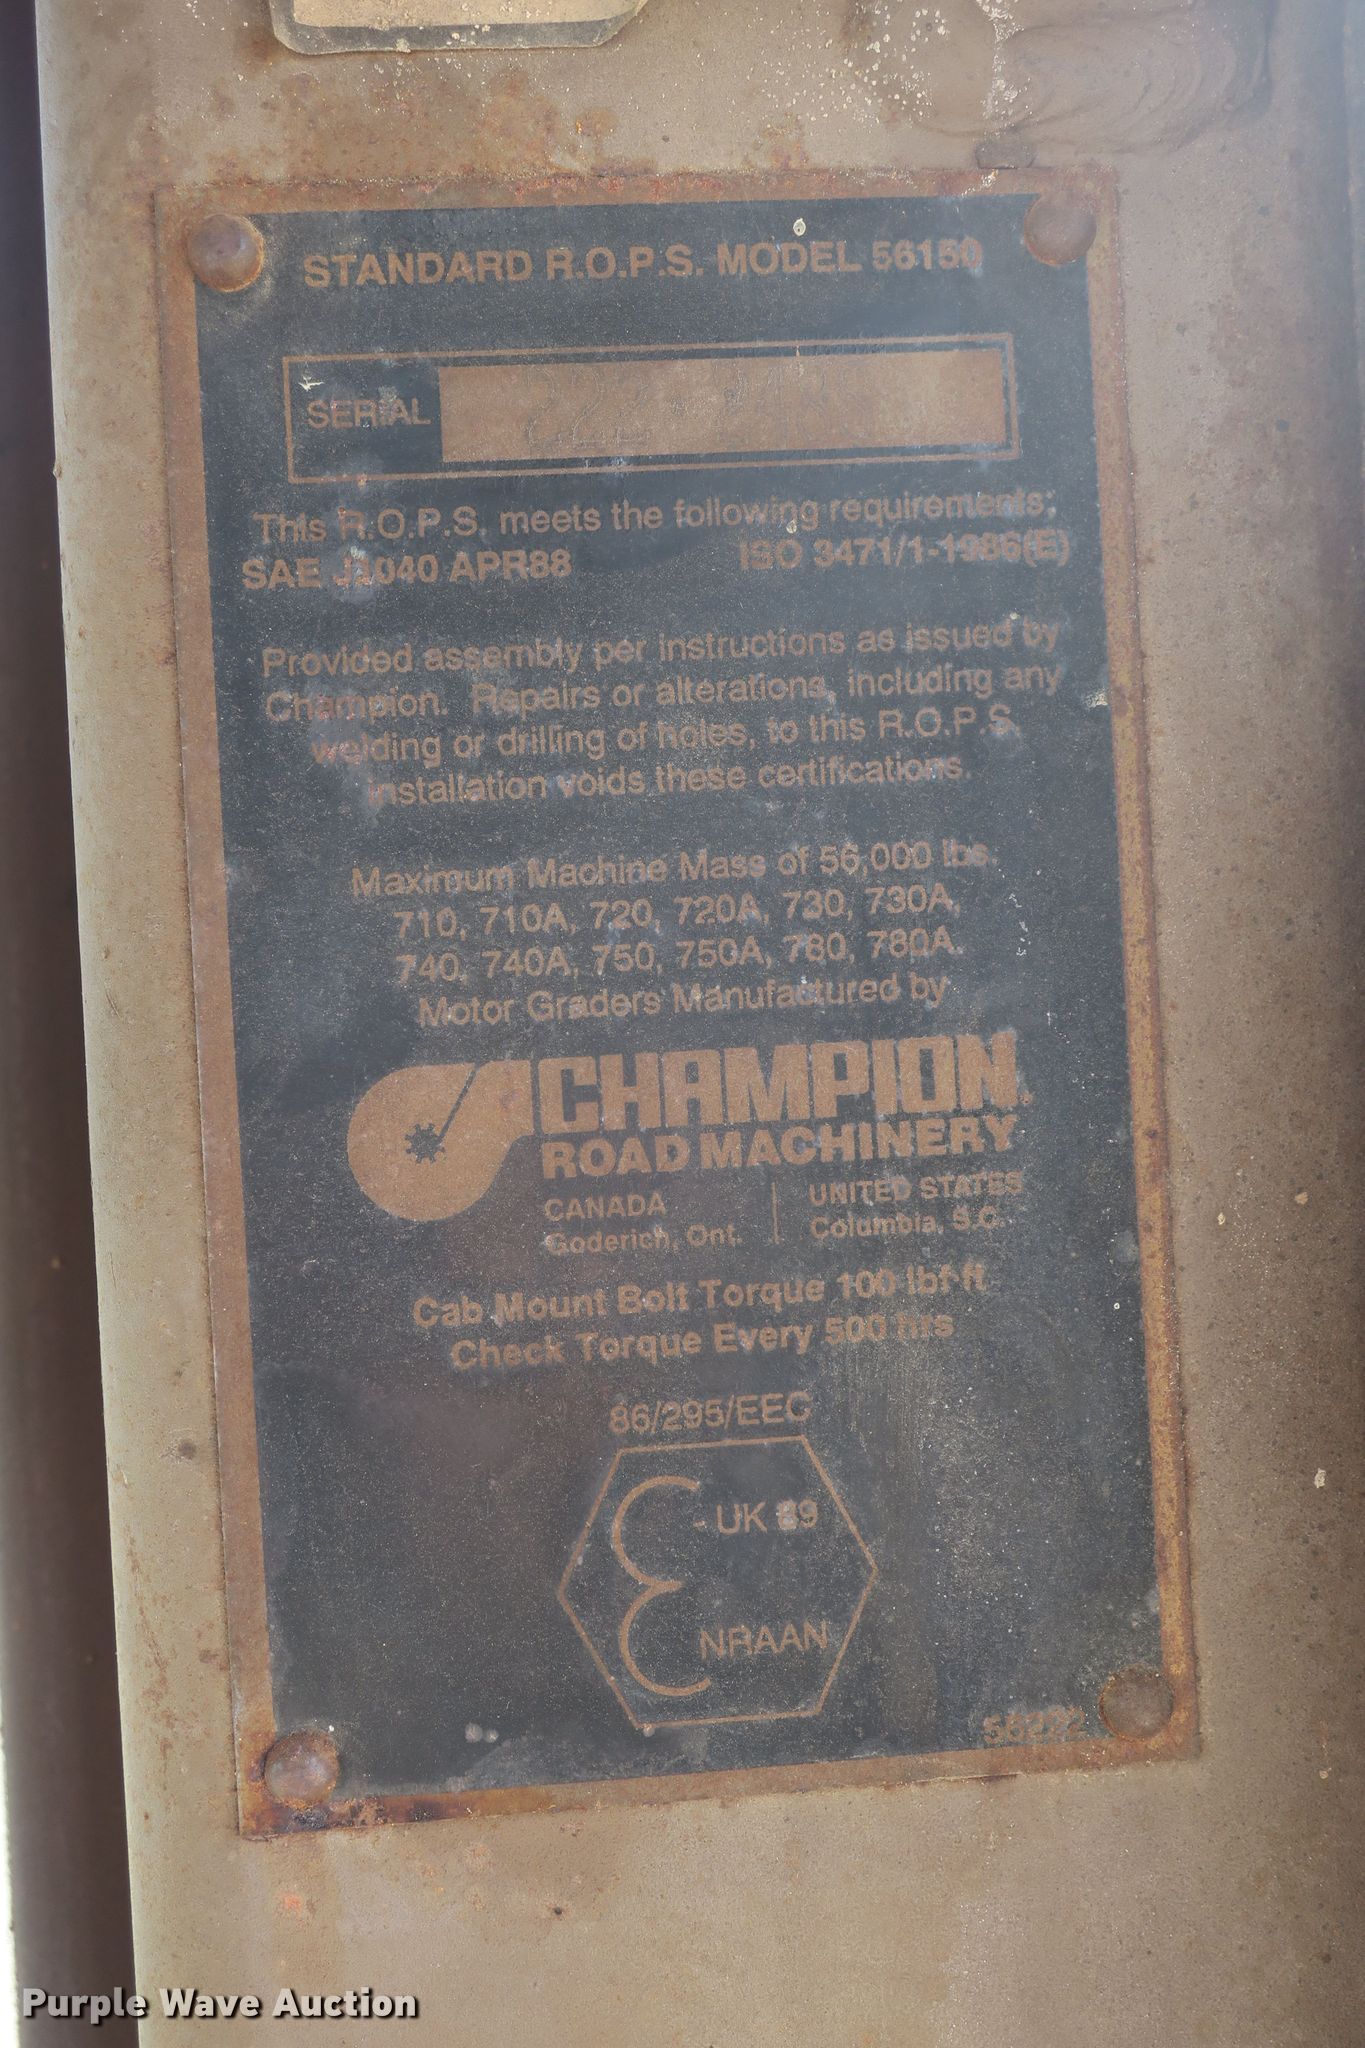 STANDARD R.O.P.S. MODEL 56150
SERIAL
This R.O.P.S. meets the following requirements:
SAE J1040 APR88 ISO 3471/1-1986(E)
Provided assembly per instructions as issued by
Champion. Repairs or alterations, including any
welding or drilling of holes, to this R.O.P.S.
installation voids these certifications.
Maximum Machine Mass of 56,000 lbs.
710, 710A, 720, 720A, 730, 730A,
740, 740A, 750, 750A, 780, 780A.
Motor Graders Manufactured by
CHAMPION
ROAD MACHINERY
CANADA
Goderich, Ont.
UNITED STATES
Columbia, S.C.
Cab Mount Bolt Torque 100 lbf-ft
Check Torque Every 500 hrs
86/295/EEC
- UK 89
NRAAN
56292
Purple Wave Auction